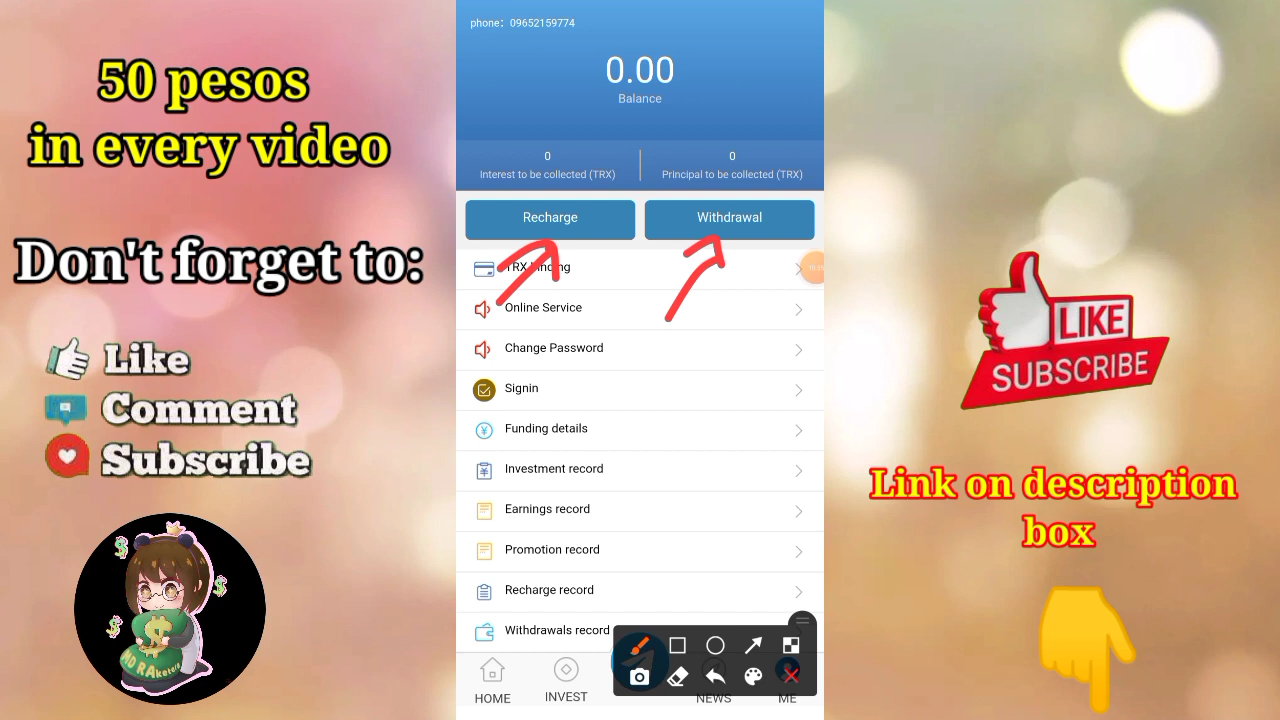 50 pesos
in every video
Don't forget to:
Like
Comment
Subscribe
phone: 09652159774
0.00
Balance
0
Interest to be collected (TRX)
0
Principal to be collected (TRX)
Recharge
Withdrawal
TRX
Online Service
Change Password
Signin
Funding details
Investment record
Earnings record
Promotion record
Recharge record
Withdrawals record
HOME
INVEST
NEWS
ME
LIKE
SUBSCRIBE
Link on description
box